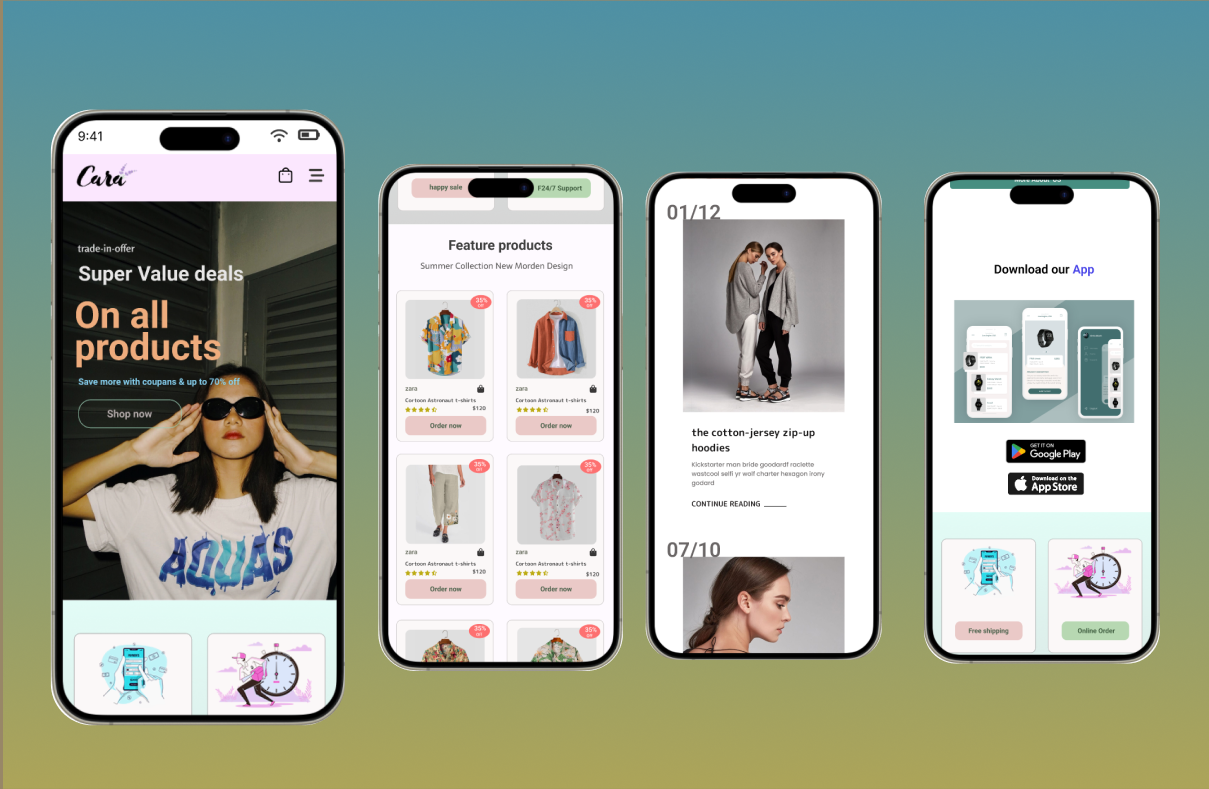 9:41
Cara
trade-in-offer
Super Value deals
On all
products
Save more with coupans & up to 70% off
Shop now
AQUAS
happy sale
F24/7 Support
Feature products
Summer Collection New Morden Design
35%
Off
35%
Off
zara
zara
Cartoon Astronaut t-shirts
Cartoon Astronaut t-shirts
$120
$120
Order now
Order now
35%
Off
35%
Off
zara
zara
Cartoon Astronaut t-shirts
Cartoon Astronaut t-shirts
$120
$120
Order now
Order now
35%
Off
35%
Off
01/12
the cotton-jersey zip-up
hoodies
Kickstarter man bride goodardf raclette
wastcool selfi yr wolf charter hexagon irony
godard
CONTINUE READING
07/10
More About Us
Download our App
GET IT ON
Google Play
Download on the
App Store
Free shipping
Online Order